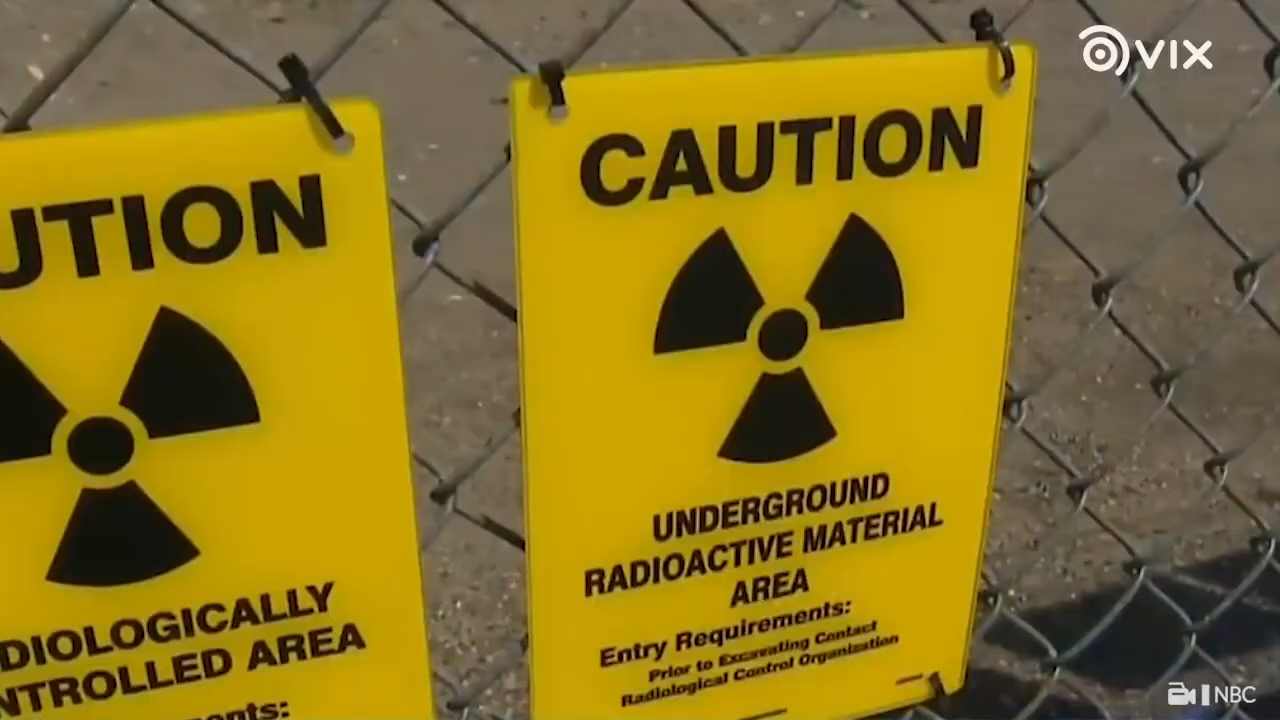 VIX
UTION
DIOLOGICALLY
NTROLLED AREA
ents:
CAUTION
UNDERGROUND
RADIOACTIVE MATERIAL
AREA
Entry Requirements:
Prior to Excavating Contact
Radiological Control Organization
NBC